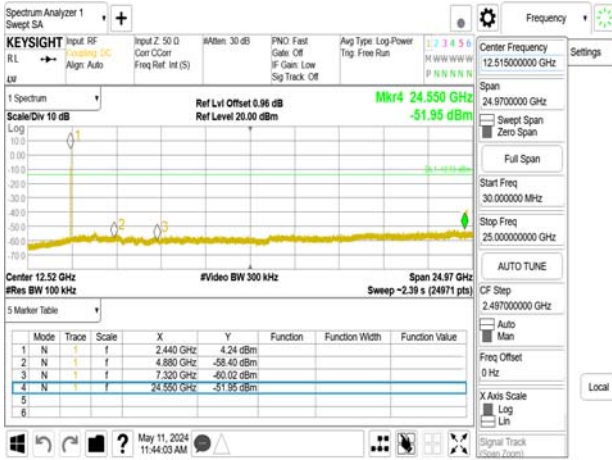 Spectrum Analyzer 1
Swept SA
+
Frequency
KEYSIGHT
RL
Input: RF
Coupling: DC
Align: Auto
Input Z: 50 Ω
Corr CCorr
Freq Ref: Int (S)
#Atten: 30 dB
PNO: Fast
Gate: Off
IF Gain: Low
Sig Track: Off
Avg Type: Log-Power
Trig: Free Run
1 2 3 4 5 6
M W W W W W
P N N N N N
LW
1 Spectrum
Scale/Div 10 dB
Ref Lvl Offset 0.96 dB
Ref Level 20.00 dBm
Mkr4 24.550 GHz
-51.95 dBm
Log
10.0
0.00
-10.0
-20.0
-30.0
-40.0
-50.0
-60.0
-70.0
1
2
3
4
Center 12.52 GHz
#Res BW 100 kHz
#Video BW 300 kHz
Span 24.97 GHz
Sweep ~2.39 s (24971 pts)
5 Marker Table
Mode Trace Scale X Y Function Function Width Function Value
1 N 1 f 2.440 GHz 4.24 dBm
2 N 1 f 4.880 GHz -58.40 dBm
3 N 1 f 7.320 GHz -60.02 dBm
4 N 1 f 24.550 GHz -51.95 dBm
5
6
?
May 11, 2024
11:44:03 AM
Center Frequency
12.515000000 GHz
Settings
Span
24.9700000 GHz
Swept Span
Zero Span
Full Span
Start Freq
30.000000 MHz
Stop Freq
25.000000000 GHz
AUTO TUNE
CF Step
2.497000000 GHz
Auto
Man
Freq Offset
0 Hz
X Axis Scale
Log
Lin
Local
Signal Track
(Span Zoom)